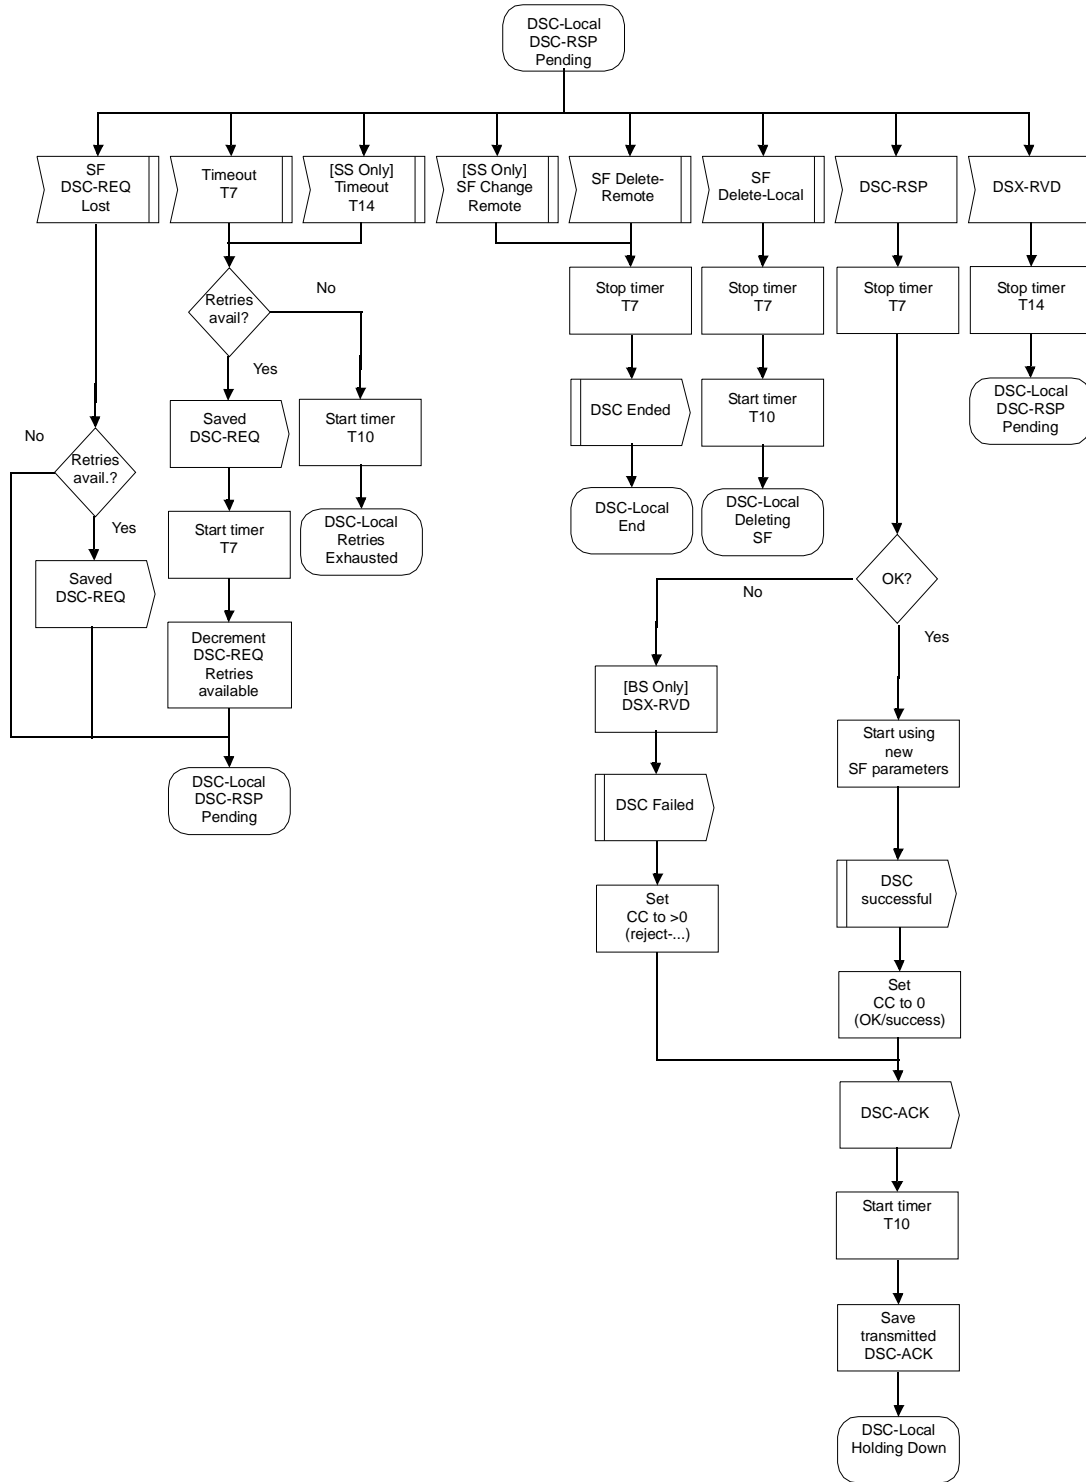 DSC-Local
DSC-RSP
Pending
SF
DSC-REQ
Lost
Timeout
T7
[SS Only]
Timeout
T14
[SS Only]
SF Change
Remote
SF Delete-
Remote
SF
Delete-Local
DSC-RSP
DSX-RVD
Retries
avail?
No
Yes
Stop timer
T7
Stop timer
T7
Stop timer
T7
Stop timer
T14
Saved
DSC-REQ
Start timer
T10
DSC Ended
Start timer
T10
DSC-Local
DSC-RSP
Pending
No
Retries
avail.?
Yes
Start timer
T7
DSC-Local
Retries
Exhausted
DSC-Local
End
DSC-Local
Deleting
SF
Saved
DSC-REQ
OK?
No
Yes
Decrement
DSC-REQ
Retries
available
[BS Only]
DSX-RVD
Start using
new
SF parameters
DSC-Local
DSC-RSP
Pending
DSC Failed
DSC
successful
Set
CC to >0
(reject-...)
Set
CC to 0
(OK/success)
DSC-ACK
Start timer
T10
Save
transmitted
DSC-ACK
DSC-Local
Holding Down